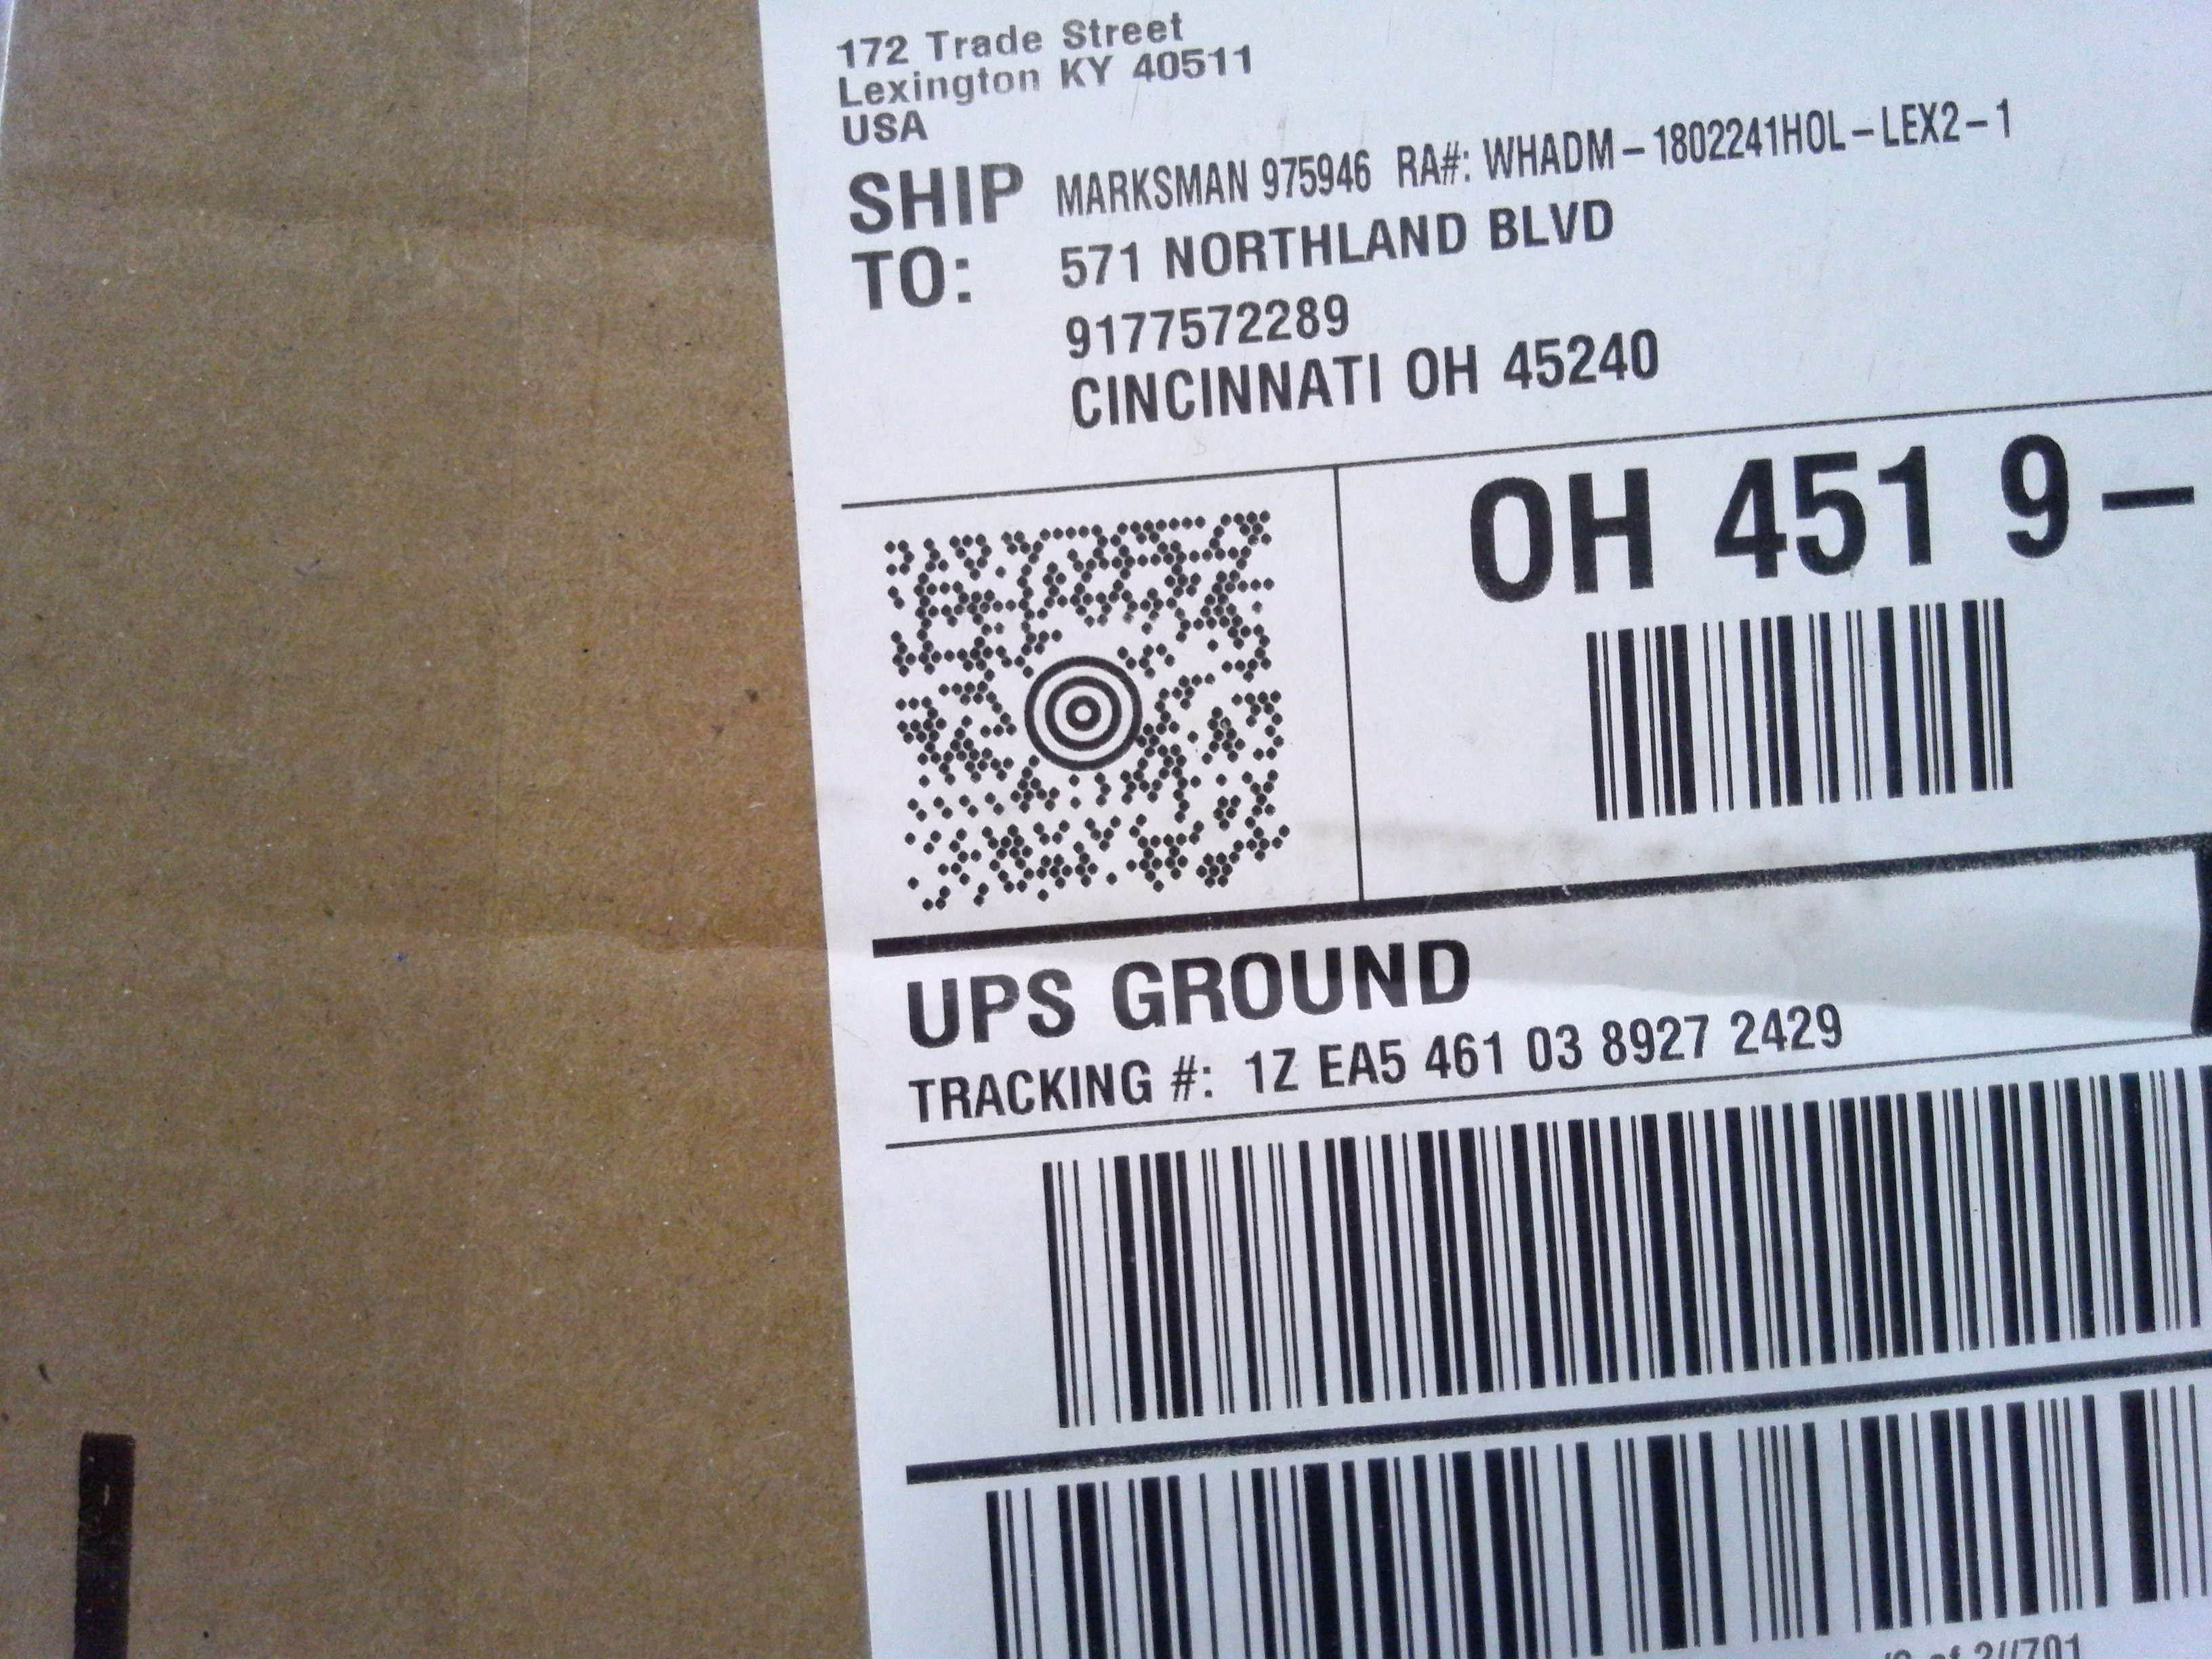 172 Trade Street
Lexington KY 40511
USA
SHIP TO: MARKSMAN 975946 RA#: WHADM-1802241HOL-LEX2-1
571 NORTHLAND BLVD
9177572289
CINCINNATI OH 45240
OH 451 9-
UPS GROUND
TRACKING #: 1Z EA5 461 03 8927 2429